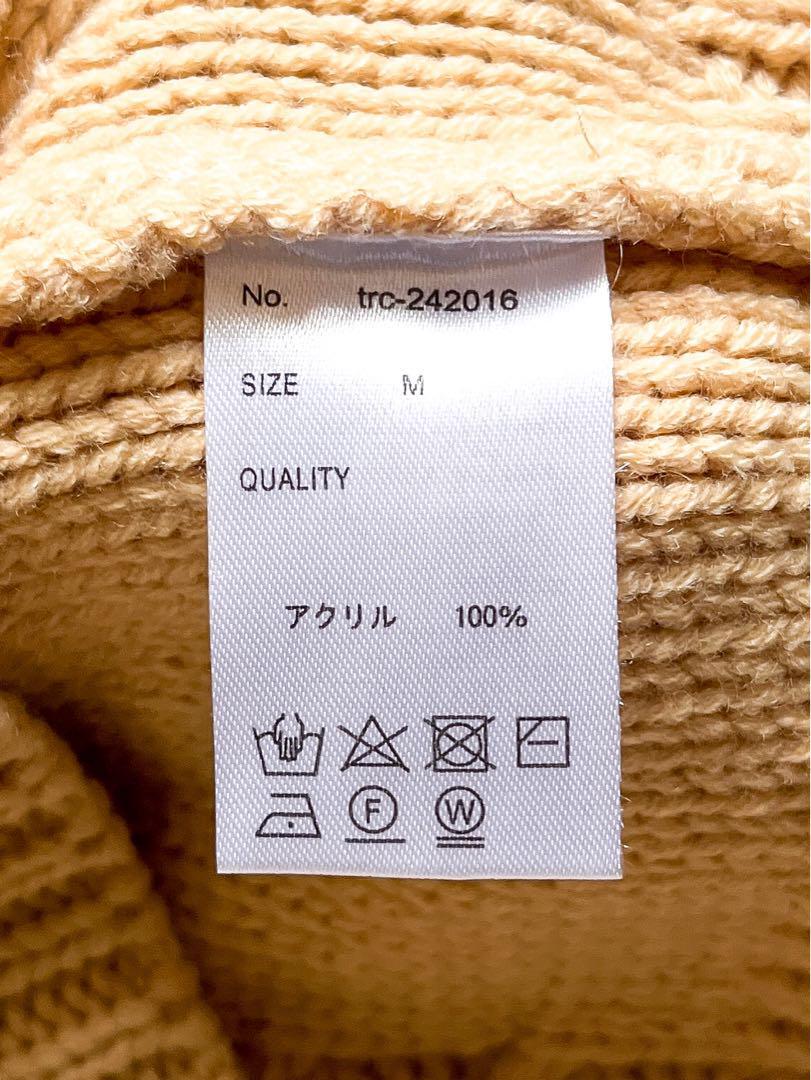 No. trc-242016
SIZE M
QUALITY
アクリル 100%
F W